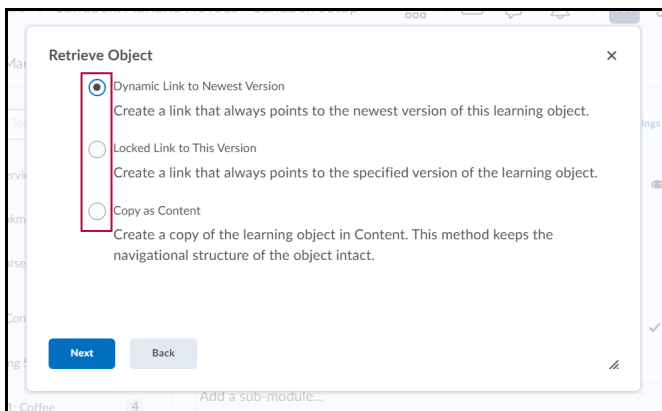 Retrieve Object
Dynamic Link to Newest Version
Create a link that always points to the newest version of this learning object.
Locked Link to This Version
Create a link that always points to the specified version of the learning object.
Copy as Content
Create a copy of the learning object in Content. This method keeps the
navigational structure of the object intact.
Next
Back
Add a sub-module...
1: Coffee
4